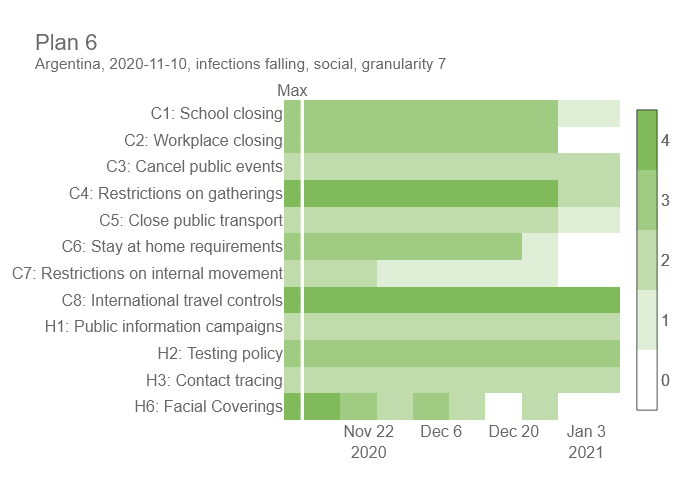 Plan 6
Argentina, 2020-11-10, infections falling, social, granularity 7
Max
C1: School closing
C2: Workplace closing
C3: Cancel public events
C4: Restrictions on gatherings
C5: Close public transport
C6: Stay at home requirements
C7: Restrictions on internal movement
C8: International travel controls
H1: Public information campaigns
H2: Testing policy
H3: Contact tracing
H6: Facial Coverings
4
3
2
1
0
Nov 22 Dec 6 Dec 20 Jan 3
2020 2021